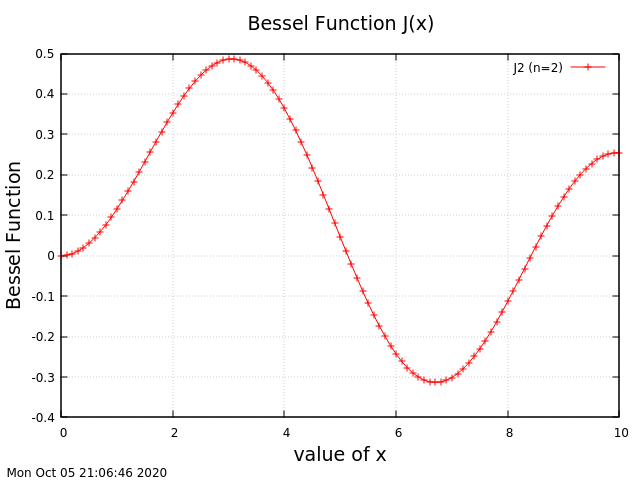 Bessel Function J(x)
J2 (n=2)
0.5
0.4
0.3
0.2
0.1
0
-0.1
-0.2
-0.3
-0.4
Bessel Function
0 2 4 6 8 10
value of x
Mon Oct 05 21:06:46 2020